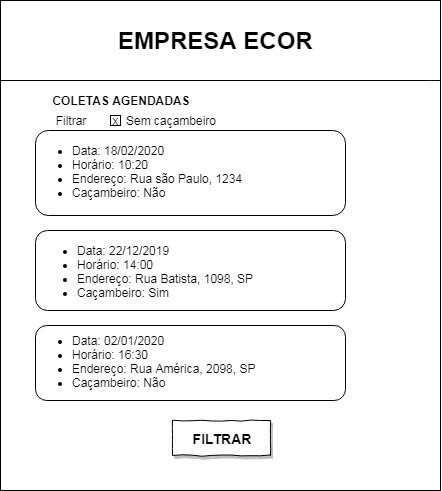 EMPRESA ECOR
COLETAS AGENDADAS
Filtrar x Sem caçambeiro
• Data: 18/02/2020
• Horário: 10:20
• Endereço: Rua são Paulo, 1234
• Caçambeiro: Não
• Data: 22/12/2019
• Horário: 14:00
• Endereço: Rua Batista, 1098, SP
• Caçambeiro: Sim
• Data: 02/01/2020
• Horário: 16:30
• Endereço: Rua América, 2098, SP
• Caçambeiro: Não
FILTRAR